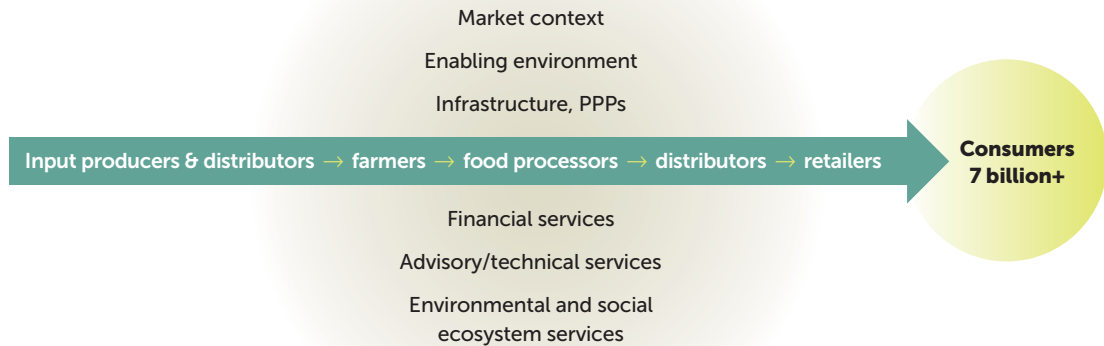 Market context
Enabling environment
Infrastructure, PPPs
Input producers & distributors → farmers → food processors → distributors → retailers
Consumers
7 billion+
Financial services
Advisory/technical services
Environmental and social
ecosystem services